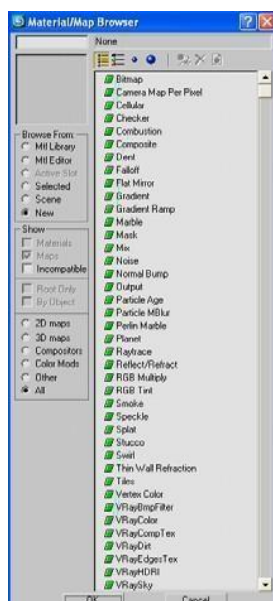 Material/Map Browser
None
Browse From:
Mtl Library
Mtl Editor
Active Slot
Selected
Scene
New
Show
Materials
Maps
Incompatible
Root Only
By Object
2D maps
3D maps
Compositors
Color Mods
Other
All
Bitmap
Camera Map Per Pixel
Cellular
Checker
Combustion
Composite
Dent
Falloff
Flat Mirror
Gradient
Gradient Ramp
Marble
Mask
Mix
Noise
Normal Bump
Output
Particle Age
Particle MBlur
Perlin Marble
Planet
Raytrace
Reflect/Refract
RGB Multiply
RGB Tint
Smoke
Speckle
Splat
Stucco
Swirl
Thin Wall Refraction
Tiles
Vertex Color
VRayBmpFilter
VRayColor
VRayCompTex
VRayDirt
VRayEdgesTex
VRayHDRI
VRaySky
OK
Cancel